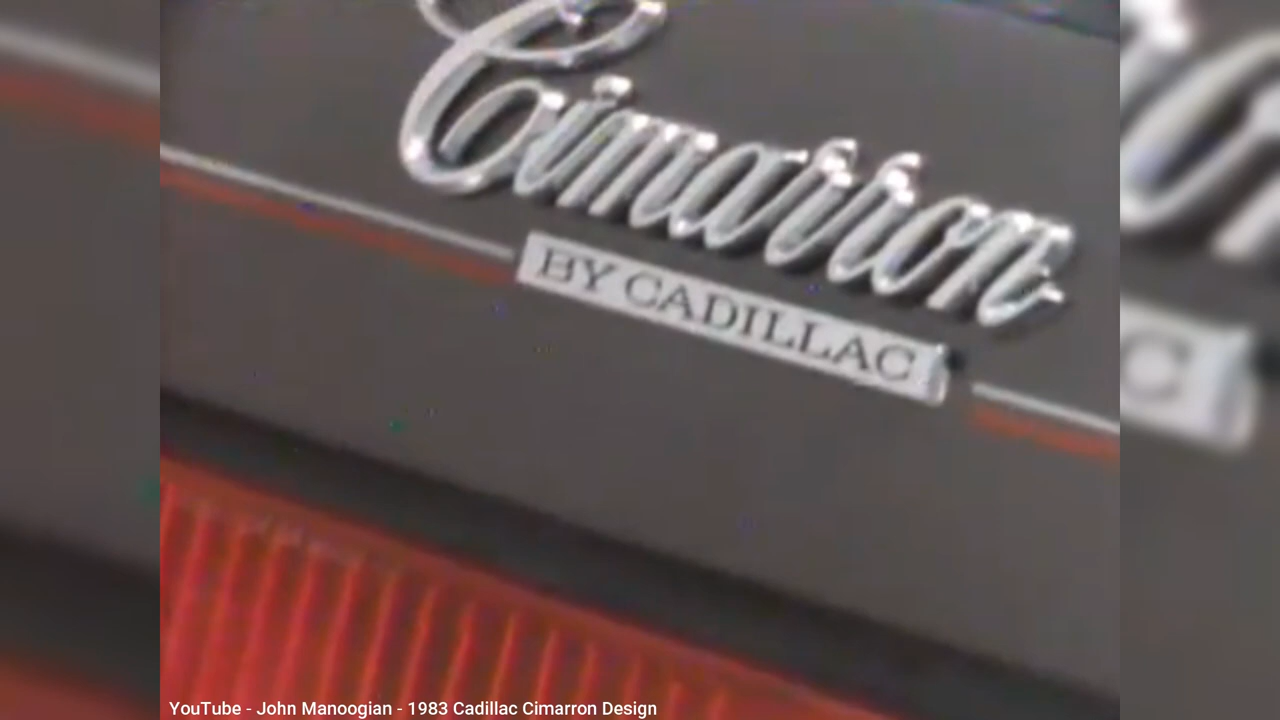 Cimarron
BY CADILLAC
YouTube - John Manoogian - 1983 Cadillac Cimarron Design